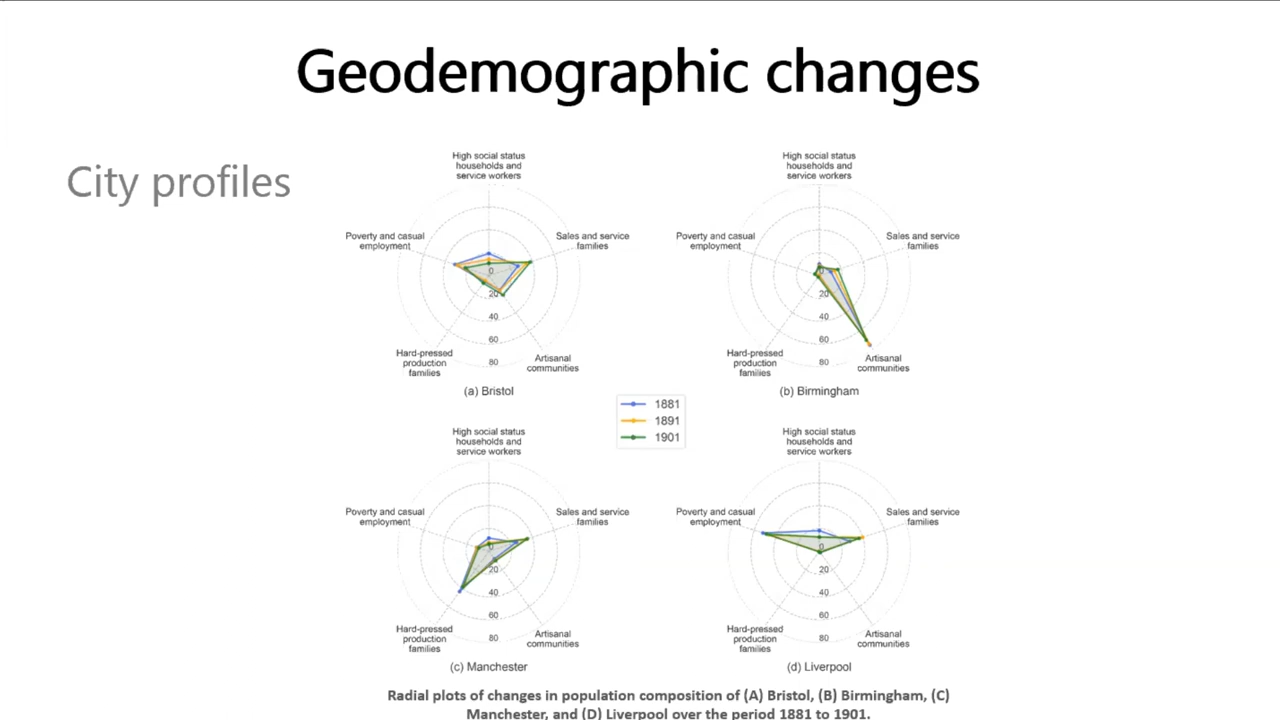 Geodemographic changes
City profiles
High social status
households and
service workers
Poverty and casual
employment
Sales and service
families
0
20
40
60
80
Hard-pressed
production
families
Artisanal
communities
(a) Bristol
High social status
households and
service workers
Poverty and casual
employment
Sales and service
families
0
20
40
60
80
Hard-pressed
production
families
Artisanal
communities
(b) Birmingham
1881
1891
1901
High social status
households and
service workers
Poverty and casual
employment
Sales and service
families
0
20
40
60
80
Hard-pressed
production
families
Artisanal
communities
(c) Manchester
High social status
households and
service workers
Poverty and casual
employment
Sales and service
families
0
20
40
60
80
Hard-pressed
production
families
Artisanal
communities
(d) Liverpool
Radial plots of changes in population composition of (A) Bristol, (B) Birmingham, (C)
Manchester, and (D) Liverpool over the period 1881 to 1901.